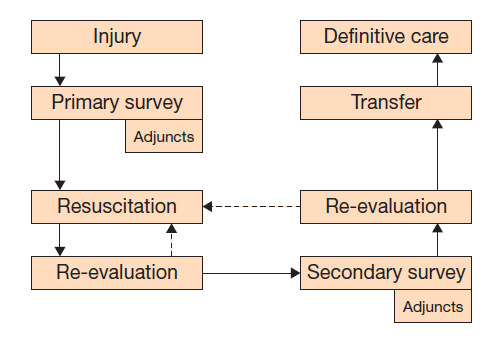 Injury
Primary survey
Adjuncts
Resuscitation
Re-evaluation
Secondary survey
Adjuncts
Re-evaluation
Transfer
Definitive care